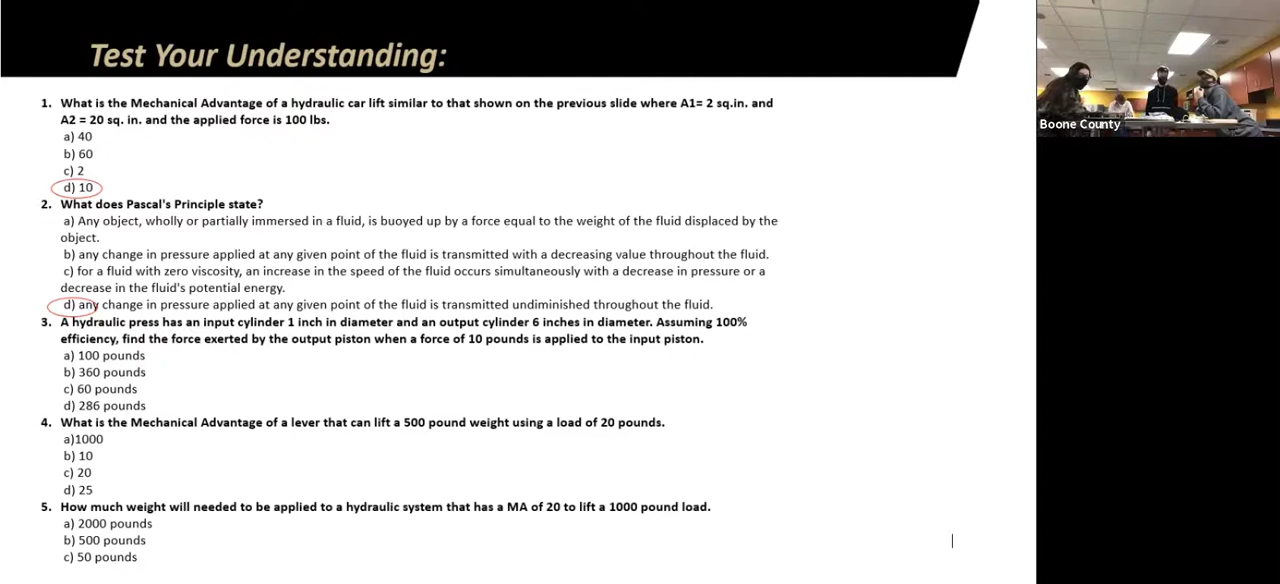 Test Your Understanding:
1. What is the Mechanical Advantage of a hydraulic car lift similar to that shown on the previous slide where A1= 2 sq.in. and
A2 = 20 sq. in. and the applied force is 100 lbs.
a) 40
b) 60
c) 2
d) 10
2. What does Pascal's Principle state?
a) Any object, wholly or partially immersed in a fluid, is buoyed up by a force equal to the weight of the fluid displaced by the
object.
b) any change in pressure applied at any given point of the fluid is transmitted with a decreasing value throughout the fluid.
c) for a fluid with zero viscosity, an increase in the speed of the fluid occurs simultaneously with a decrease in pressure or a
decrease in the fluid's potential energy.
d) any change in pressure applied at any given point of the fluid is transmitted undiminished throughout the fluid.
3. A hydraulic press has an input cylinder 1 inch in diameter and an output cylinder 6 inches in diameter. Assuming 100%
efficiency, find the force exerted by the output piston when a force of 10 pounds is applied to the input piston.
a) 100 pounds
b) 360 pounds
c) 60 pounds
d) 286 pounds
4. What is the Mechanical Advantage of a lever that can lift a 500 pound weight using a load of 20 pounds.
a)1000
b) 10
c) 20
d) 25
5. How much weight will needed to be applied to a hydraulic system that has a MA of 20 to lift a 1000 pound load.
a) 2000 pounds
b) 500 pounds
c) 50 pounds
Boone County